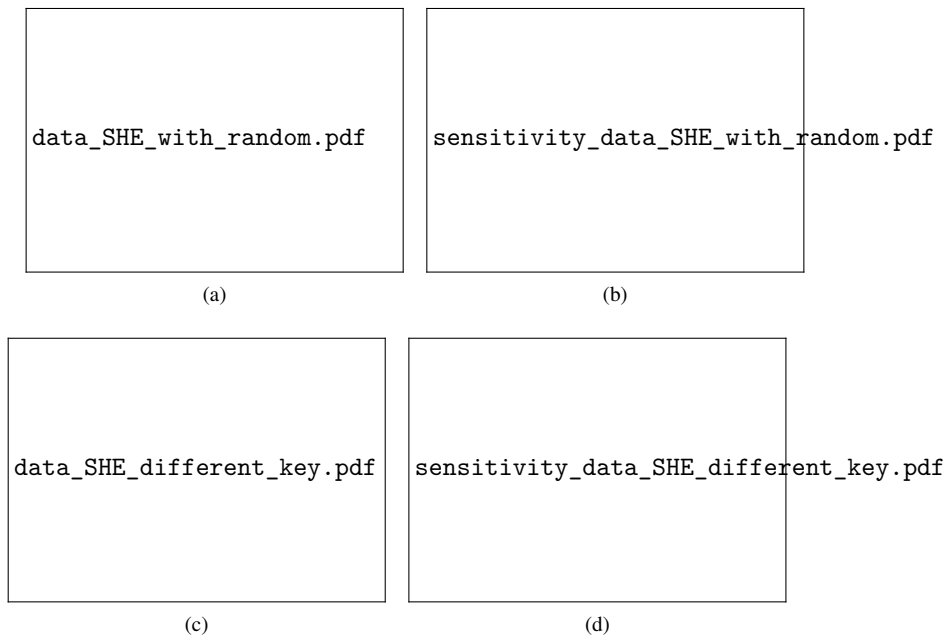 data_SHE_with_random.pdf
sensitivity_data_SHE_with_random.pdf
(a)
(b)
data_SHE_different_key.pdf
sensitivity_data_SHE_different_key.pdf
(c)
(d)